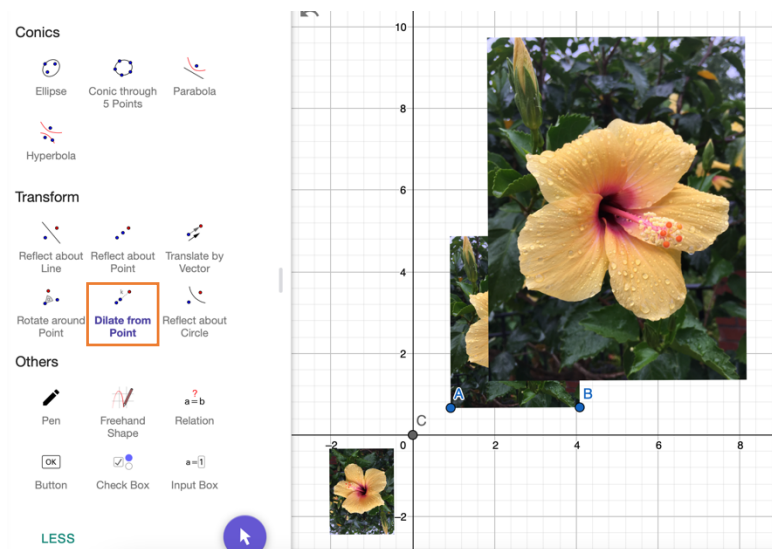 Conics
Ellipse
Conic through
5 Points
Parabola
Hyperbola
Transform
Reflect about
Line
Reflect about
Point
Translate by
Vector
Rotate around
Point
k
Dilate from
Point
Reflect about
Circle
Others
Pen
Freehand
Shape
?
a=b
Relation
OK
Button
Check Box
a=1
Input Box
LESS
10
8
6
4
2
A
B
C
−2
0
2
4
6
8
−2